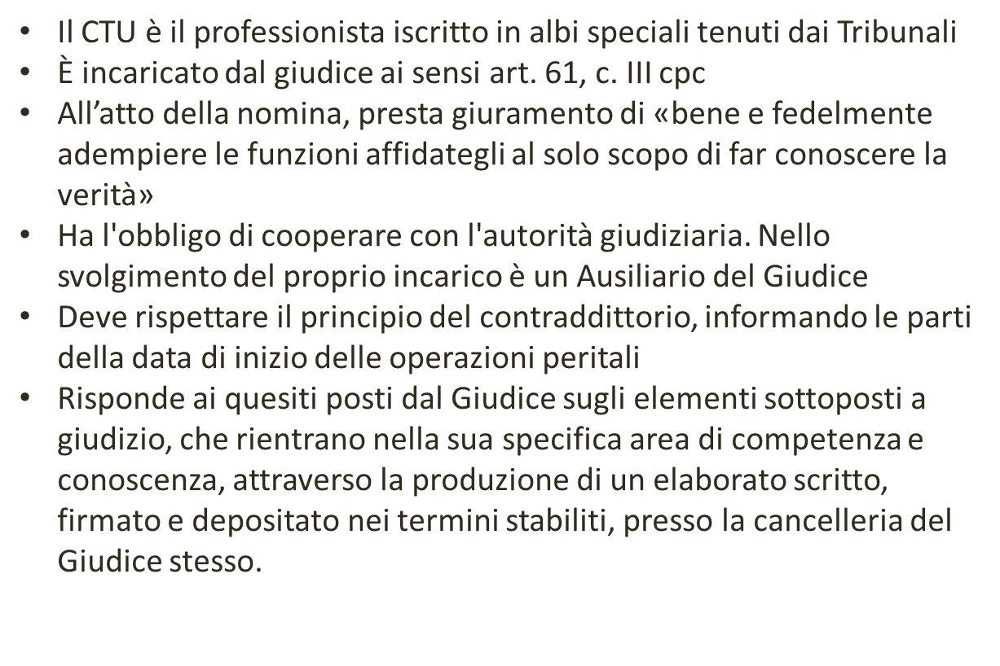 • Il CTU è il professionista iscritto in albi speciali tenuti dai Tribunali
• È incaricato dal giudice ai sensi art. 61, c. III cpc
• All’atto della nomina, presta giuramento di «bene e fedelmente
adempiere le funzioni affidategli al solo scopo di far conoscere la
verità»
• Ha l'obbligo di cooperare con l'autorità giudiziaria. Nello
svolgimento del proprio incarico è un Ausiliario del Giudice
• Deve rispettare il principio del contraddittorio, informando le parti
della data di inizio delle operazioni peritali
• Risponde ai quesiti posti dal Giudice sugli elementi sottoposti a
giudizio, che rientrano nella sua specifica area di competenza e
conoscenza, attraverso la produzione di un elaborato scritto,
firmato e depositato nei termini stabiliti, presso la cancelleria del
Giudice stesso.